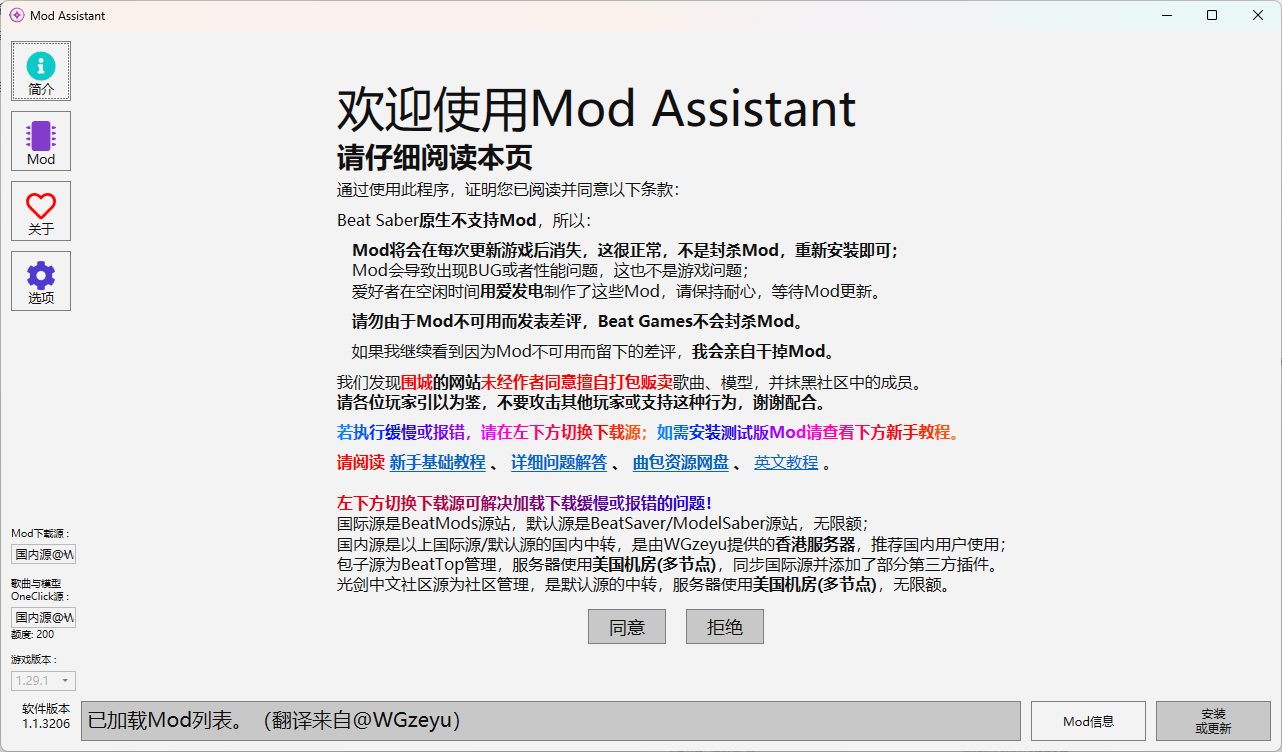 Mod Assistant
简介
Mod
关于
选项
欢迎使用Mod Assistant
请仔细阅读本页
通过使用此程序，证明您已阅读并同意以下条款：
Beat Saber原生不支持Mod，所以：
Mod将会在每次更新游戏后消失，这很正常，不是封杀Mod，重新安装即可；
Mod会导致出现BUG或者性能问题，这也不是游戏问题；
爱好者在空闲时间用爱发电制作了这些Mod，请保持耐心，等待Mod更新。
请勿由于Mod不可用而发表差评，Beat Games不会封杀Mod。
如果我继续看到因为Mod不可用而留下的差评，我会亲自干掉Mod。
我们发现围城的网站未经作者同意擅自打包贩卖歌曲、模型，并抹黑社区中的成员。
请各位玩家引以为鉴，不要攻击其他玩家或支持这种行为，谢谢配合。
若执行缓慢或报错，请在左下方切换下载源；如需安装测试版Mod请查看下方新手教程。
请阅读 新手基础教程 、 详细问题解答 、 曲包资源网盘 、 英文教程 。
左下方切换下载源可解决加载下载缓慢或报错的问题！
国际源是BeatMods源站，默认源是BeatSaver/ModelSaber源站，无限额；
国内源是以上国际源/默认源的国内中转，是由WGzeyu提供的香港服务器，推荐国内用户使用；
包子源为BeatTop管理，服务器使用美国机房(多节点)，同步国际源并添加了部分第三方插件。
光剑中文社区源为社区管理，是默认源的中转，服务器使用美国机房(多节点)，无限额。
同意
拒绝
Mod下载源：
国内源@W
歌曲与模型
OneClick源：
国内源@W
额度: 200
游戏版本：
1.29.1
软件版本
1.1.3206
已加载Mod列表。（翻译来自@WGzeyu）
Mod信息
安装
或更新